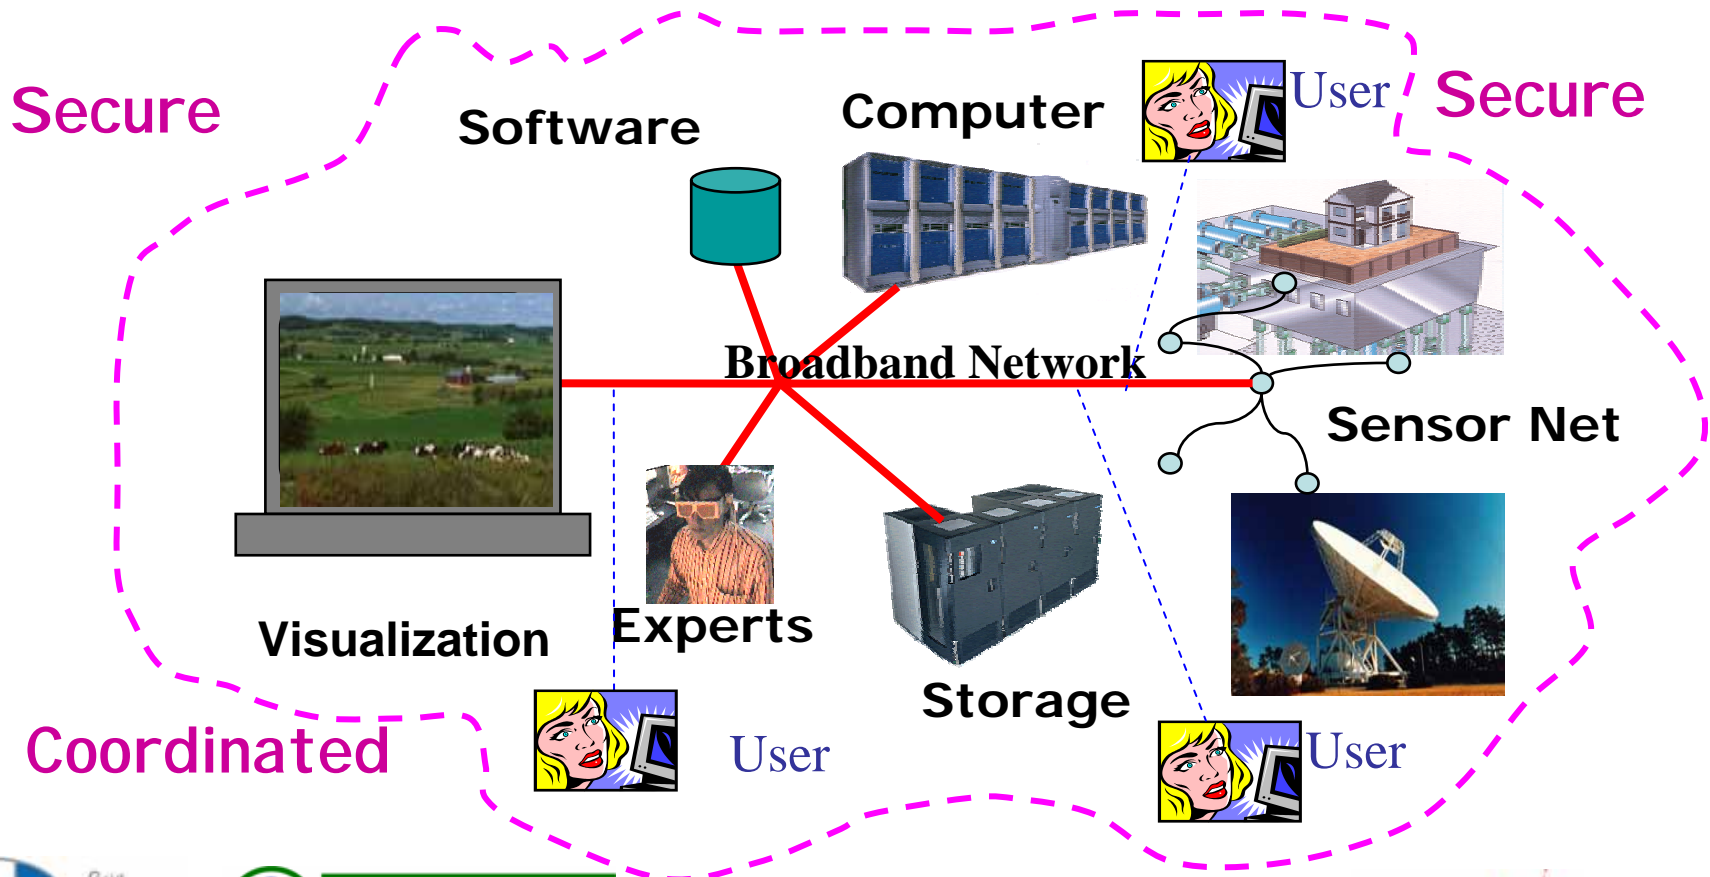 User
Secure
Secure
Computer
Software
Broadband Network
Sensor Net
Experts
Visualization
Storage
Coordinated
User
User